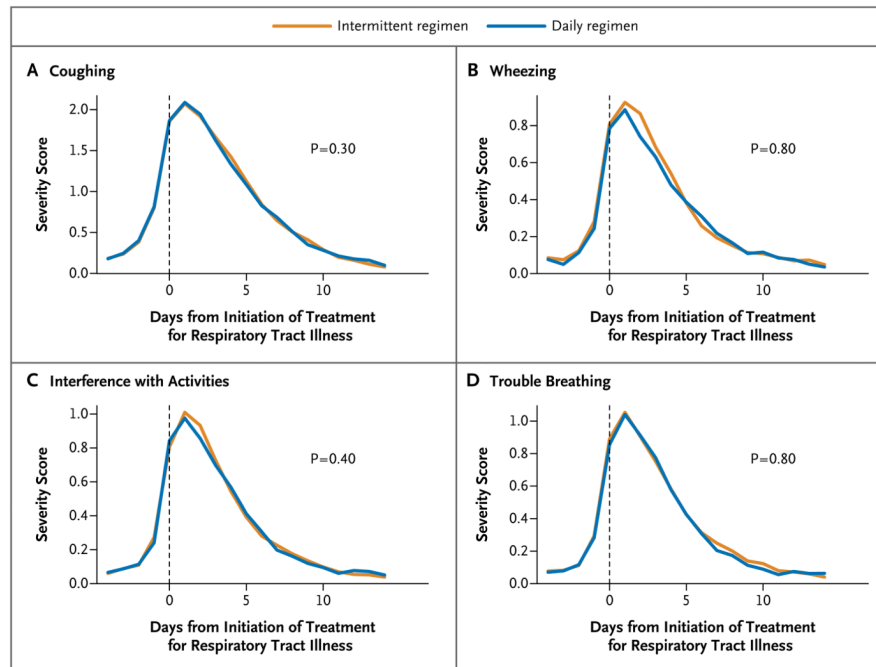 Intermittent regimen Daily regimen
A Coughing
Severity Score
2.0
1.5
1.0
0.5
0.0
P=0.30
0 5 10
Days from Initiation of Treatment
for Respiratory Tract Illness
B Wheezing
Severity Score
0.8
0.6
0.4
0.2
0.0
P=0.80
0 5 10
Days from Initiation of Treatment
for Respiratory Tract Illness
C Interference with Activities
Severity Score
1.0
0.8
0.6
0.4
0.2
0.0
P=0.40
0 5 10
Days from Initiation of Treatment
for Respiratory Tract Illness
D Trouble Breathing
Severity Score
1.0
0.8
0.6
0.4
0.2
0.0
P=0.80
0 5 10
Days from Initiation of Treatment
for Respiratory Tract Illness